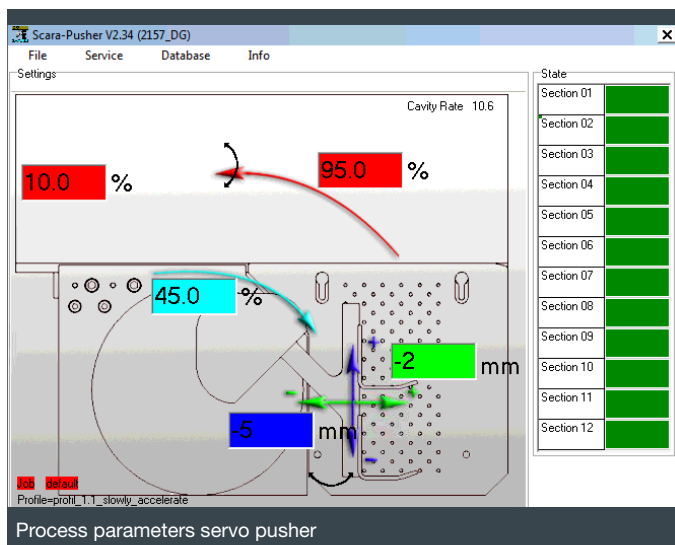 Scara-Pusher V2.34 (2157_DG)
File Service Database Info
Settings
State
Cavity Rate 10.6
10.0 %
95.0 %
45.0 %
+
-2 mm
- +
-5 mm
-
Job default
Profile=profil_1.1_slowly_accelerate
Section 01
Section 02
Section 03
Section 04
Section 05
Section 06
Section 07
Section 08
Section 09
Section 10
Section 11
Section 12
Process parameters servo pusher